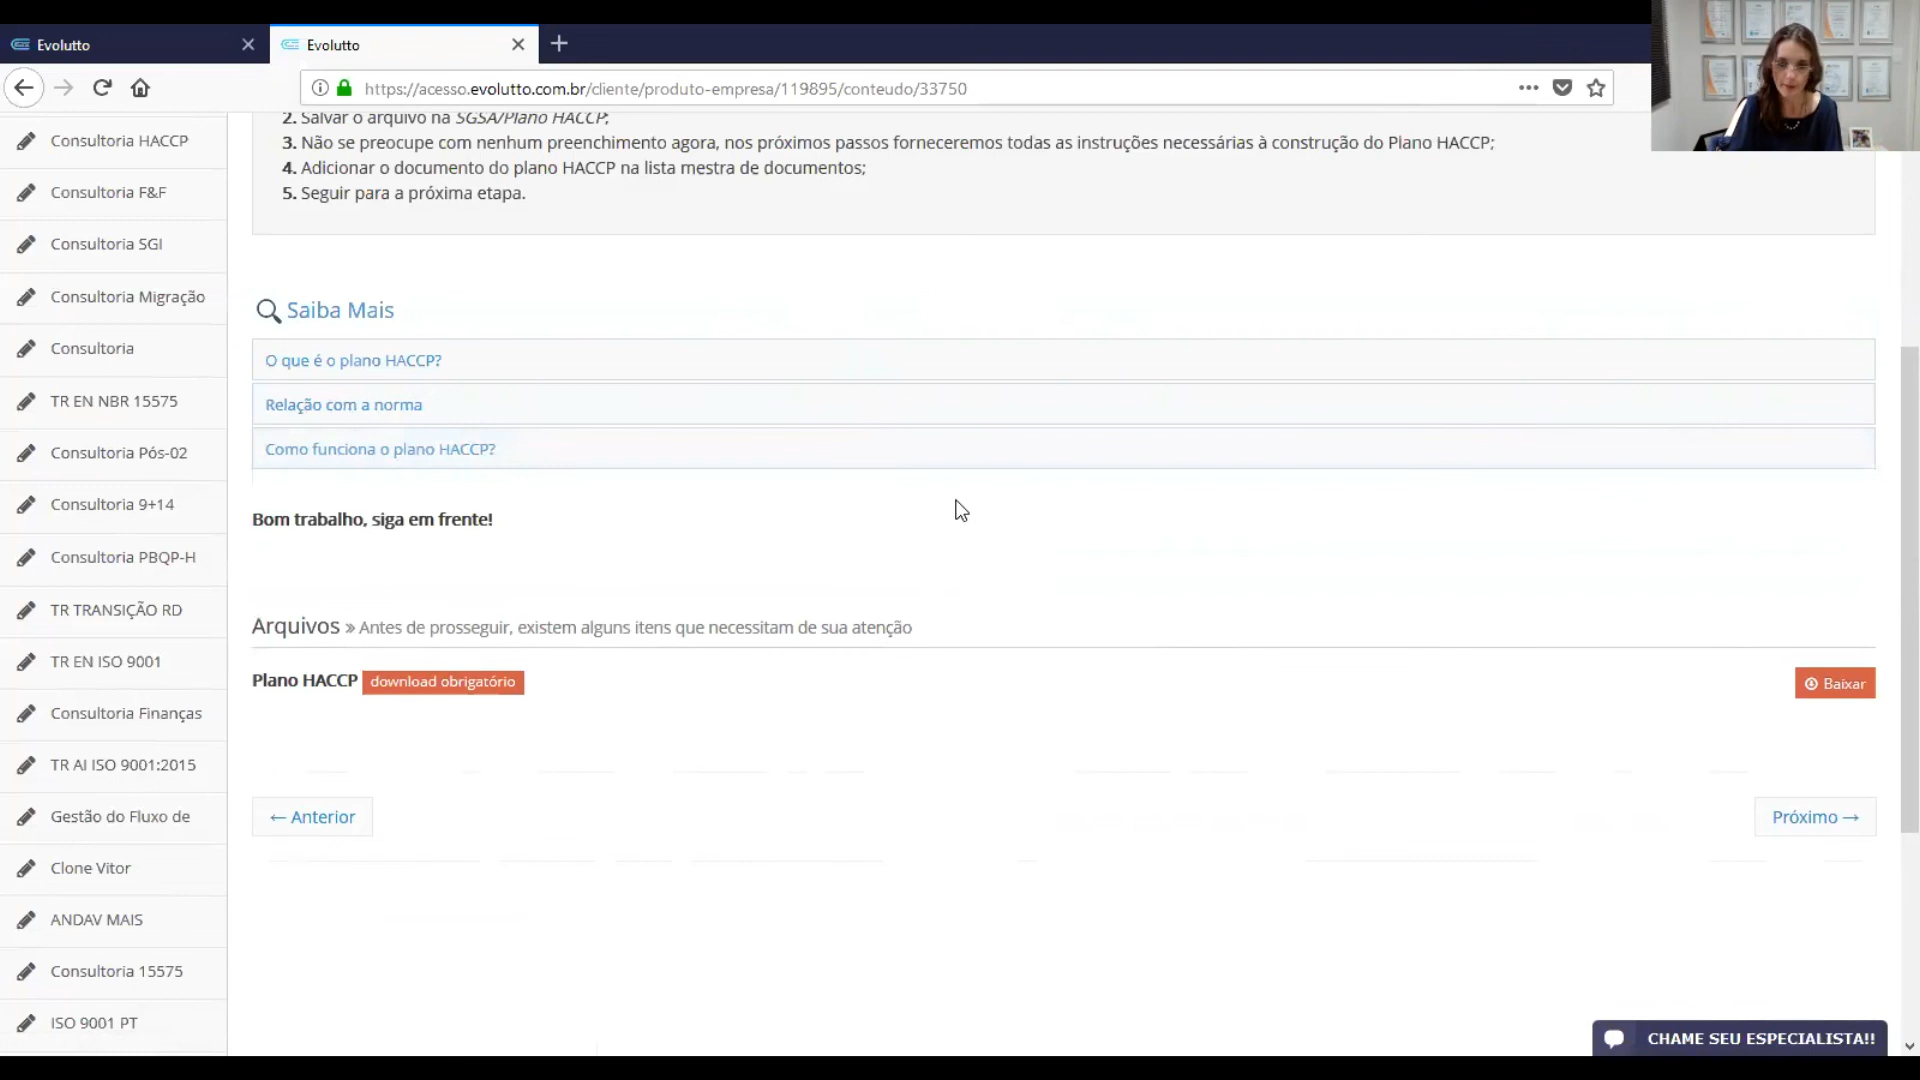 Evolutto
Evolutto
https://acesso.evolutto.com.br/cliente/produto-empresa/119895/conteudo/33750
Consultoria HACCP
Consultoria F&F
Consultoria SGI
Consultoria Migração
Consultoria
TR EN NBR 15575
Consultoria Pós-02
Consultoria 9+14
Consultoria PBQP-H
TR TRANSIÇÃO RD
TR EN ISO 9001
Consultoria Finanças
TR AI ISO 9001:2015
Gestão do Fluxo de
Clone Vitor
ANDAV MAIS
Consultoria 15575
ISO 9001 PT
2. Salvar o arquivo na SGSA/Plano HACCP;
3. Não se preocupe com nenhum preenchimento agora, nos próximos passos forneceremos todas as instruções necessárias à construção do Plano HACCP;
4. Adicionar o documento do plano HACCP na lista mestra de documentos;
5. Seguir para a próxima etapa.
Saiba Mais
O que é o plano HACCP?
Relação com a norma
Como funciona o plano HACCP?
Bom trabalho, siga em frente!
Arquivos » Antes de prosseguir, existem alguns itens que necessitam de sua atenção
Plano HACCP download obrigatório
Baixar
← Anterior
Próximo →
CHAME SEU ESPECIALISTA!!